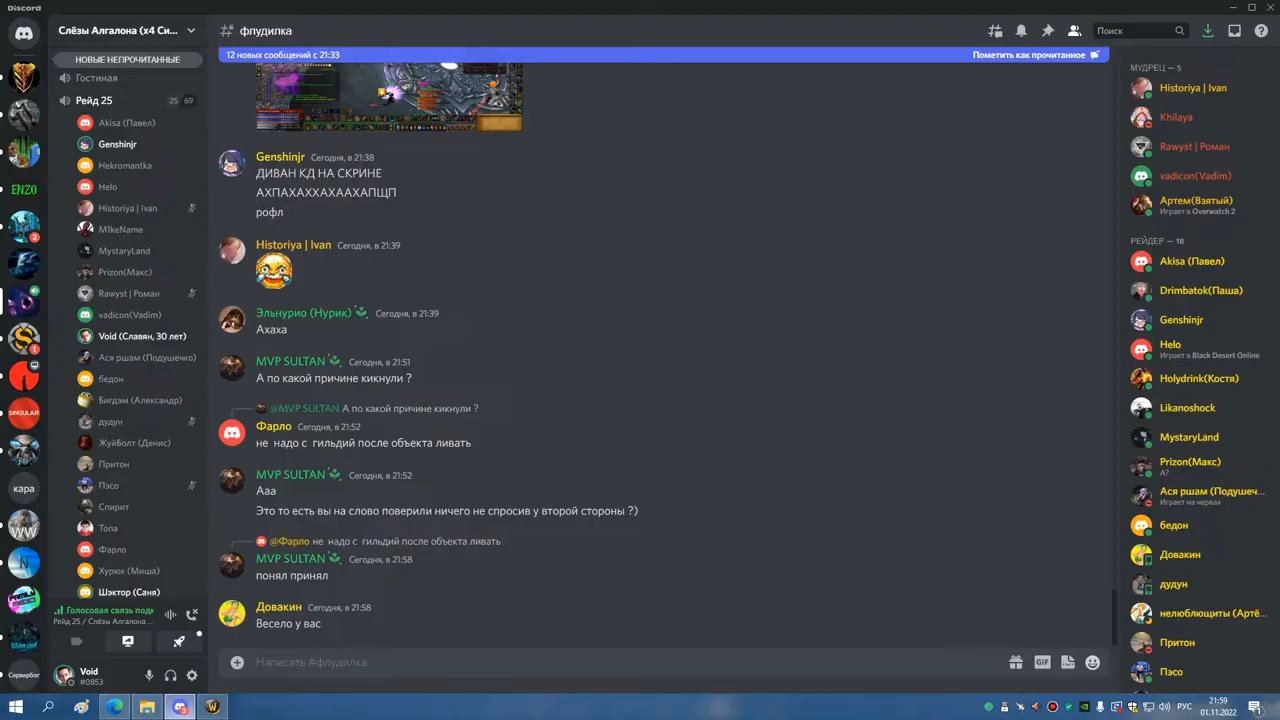 Discord
Слёзы Алгалона (x4 Си...
НОВЫЕ НЕПРОЧИТАННЫЕ
Гостиная
Рейд 25
25 69
Akisa (Павел)
Genshinjr
Hekromantka
Helo
Historiya | Ivan
M1keName
MystaryLand
Prizon(Макс)
Rawyst | Роман
vadicon(Vadim)
Void (Славян, 30 лет)
Ася ршам (Подушечко)
бедон
Бигдэм (Александр)
дудун
ЖуйБолт (Денис)
Притон
Пэсо
Спирит
Топа
Фарло
Хурюк (Миша)
Шэктор (Саня)
Голосовая связь подк
Рейд 25 / Слёзы Алгалона ...
Void
#0853
ENZO
2
1
SINGULAR
кара
WW
N
Сервербог
флудилка
Поиск
12 новых сообщений с 21:33
Пометить как прочитанное
Genshinjr Сегодня, в 21:38
ДИВАН КД НА СКРИНЕ
АХПАХАХХАХААХАПЩП
рофл
Historiya | Ivan Сегодня, в 21:39
Эльнурио (Нурик) Сегодня, в 21:39
Ахаха
MVP SULTAN Сегодня, в 21:51
А по какой причине кикнули ?
@MVP SULTAN А по какой причине кикнули ?
Фарло Сегодня, в 21:52
не надо с гильдий после объекта ливать
MVP SULTAN Сегодня, в 21:52
Ааа
Это то есть вы на слово поверили ничего не спросив у второй стороны ?)
@Фарло не надо с гильдий после объекта ливать
MVP SULTAN Сегодня, в 21:58
понял принял
Довакин Сегодня, в 21:58
Весело у вас
Написать #флудилка
GIF
МУДРЕЦ — 5
Historiya | Ivan
Khilaya
Rawyst | Роман
vadicon(Vadim)
Артем(Взятый)
Играет в Overwatch 2
РЕЙДЕР — 18
Akisa (Павел)
Drimbatok(Паша)
Genshinjr
Helo
Играет в Black Desert Online
Holydrink(Костя)
Likanoshock
MystaryLand
Prizon(Макс)
А?
Ася ршам (Подушеч...
Играет на нервах
бедон
Довакин
дудун
нелюблющиты (Артё...
Притон
Пэсо
РУС
21:59
01.11.2022